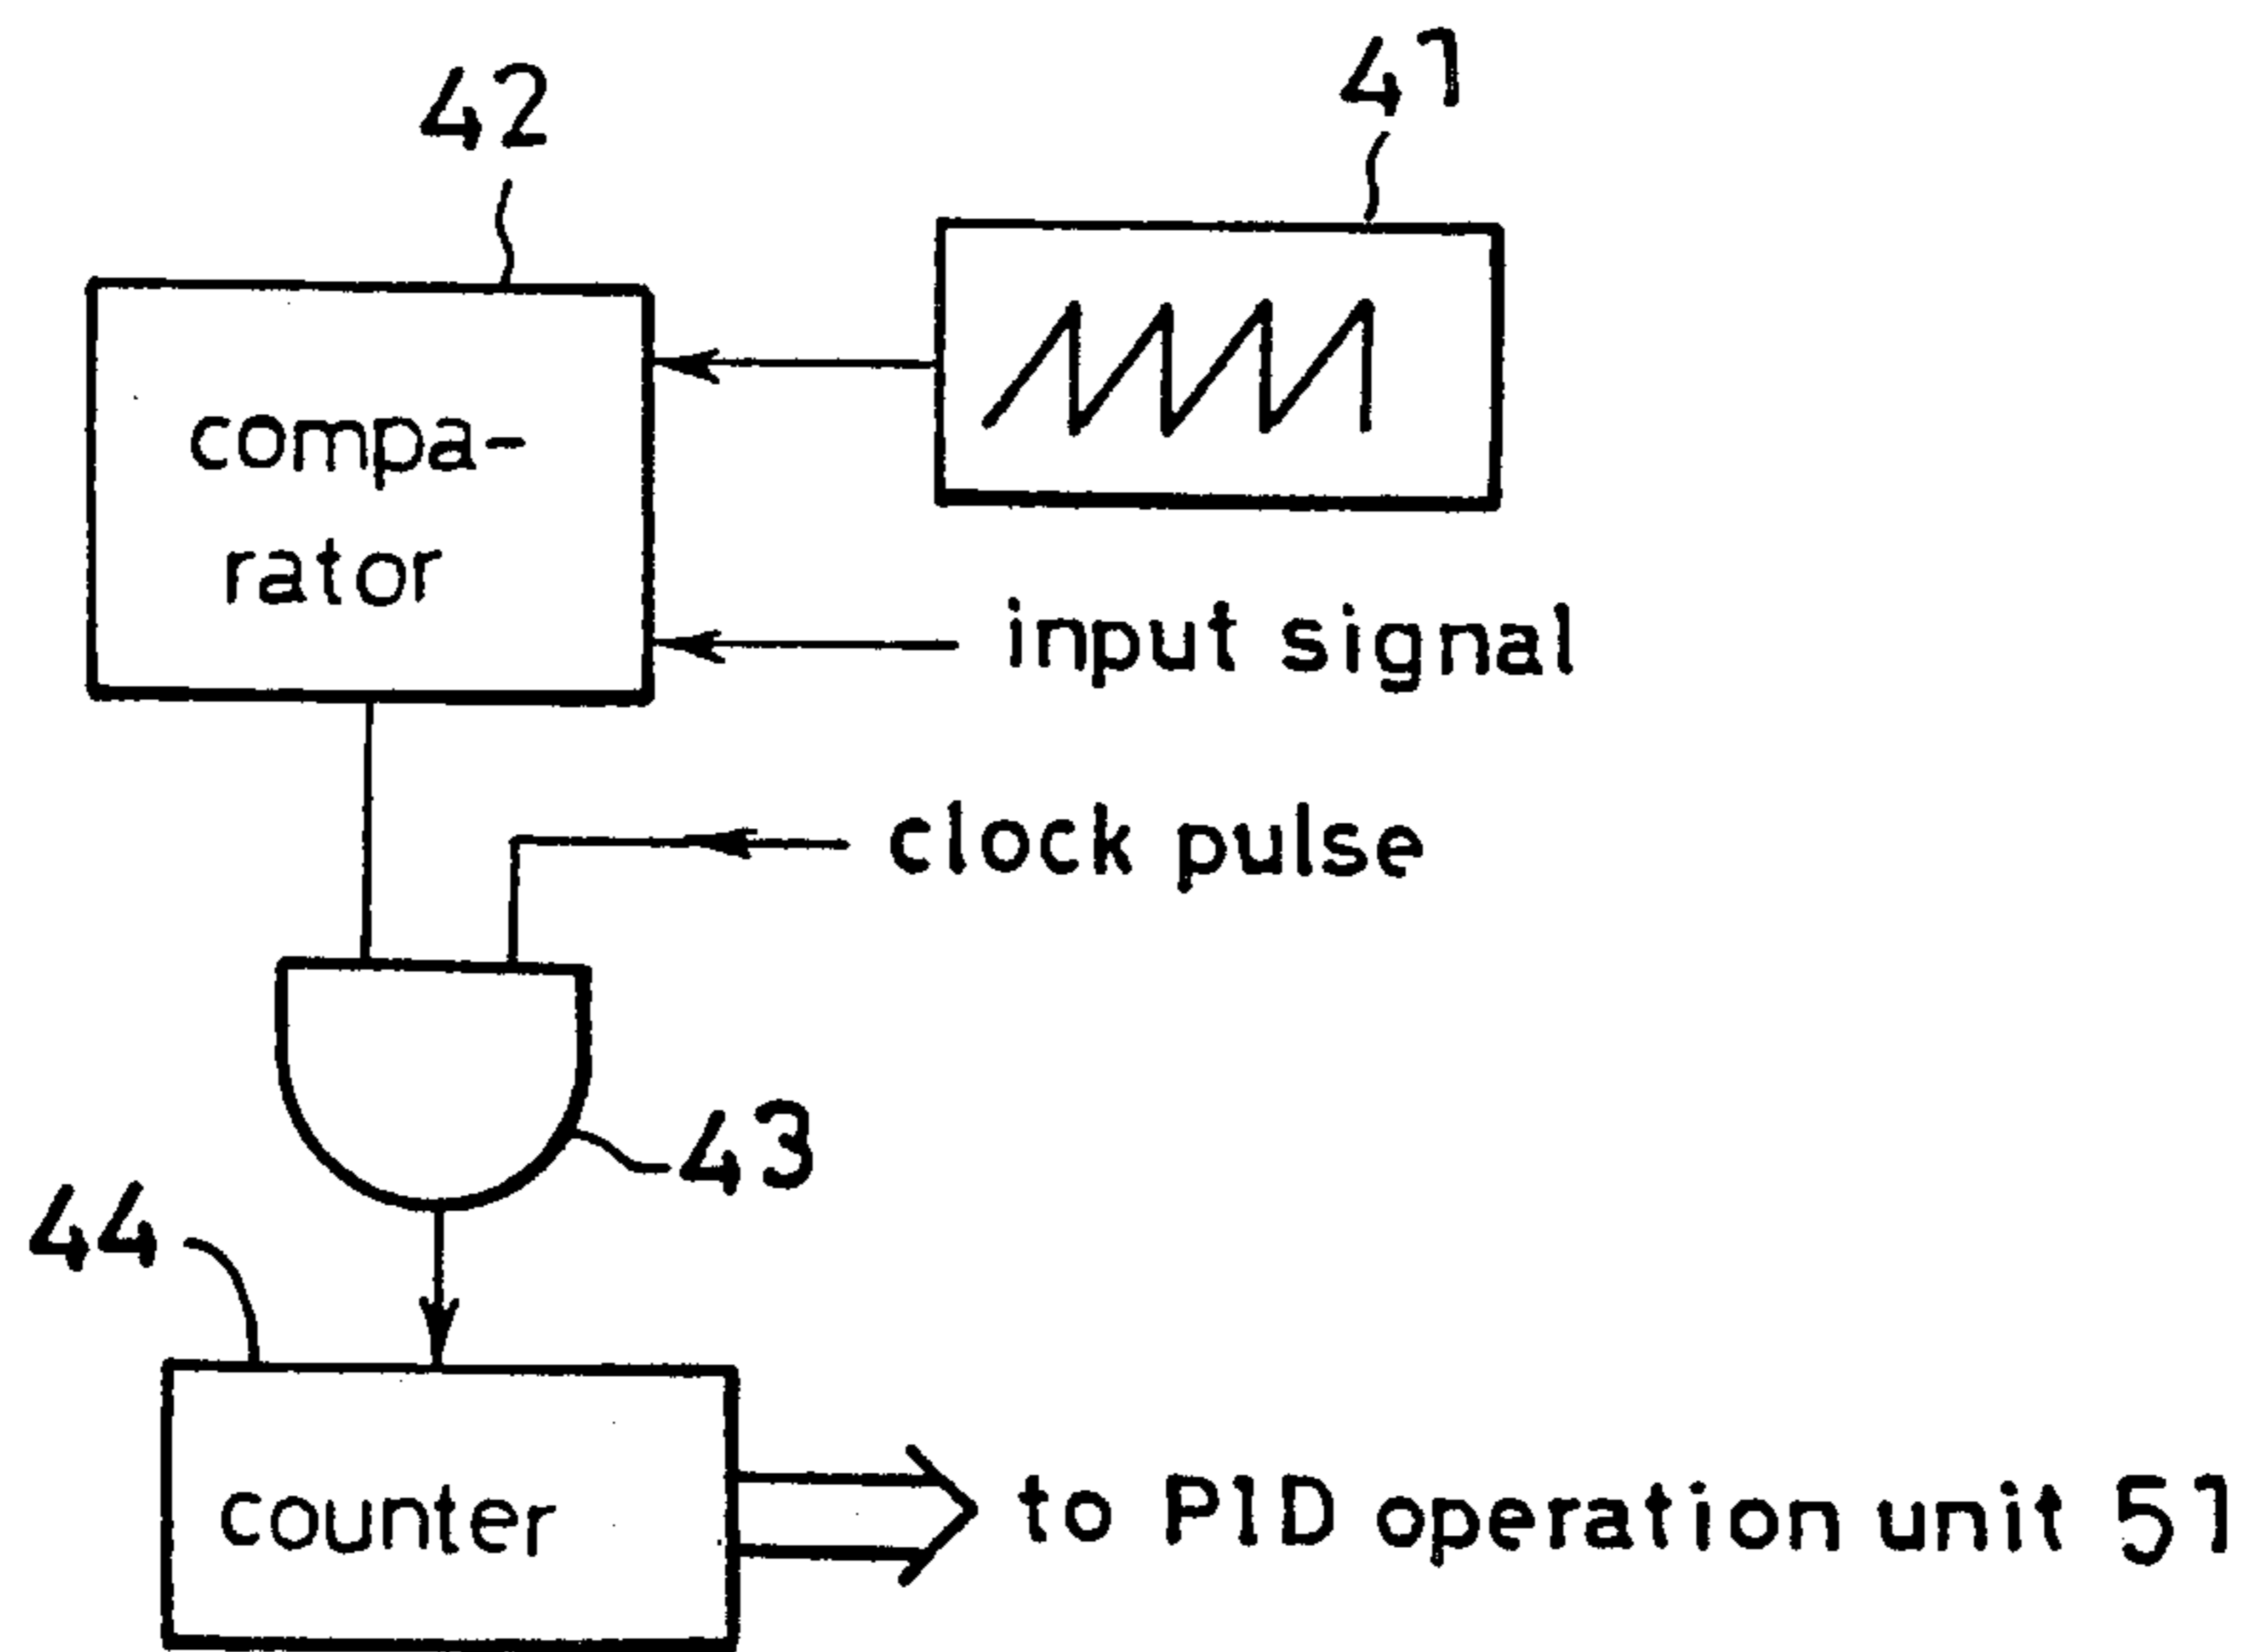 42
41
compa-
rator
input signal
clock pulse
43
44
counter
to PID operation unit 51